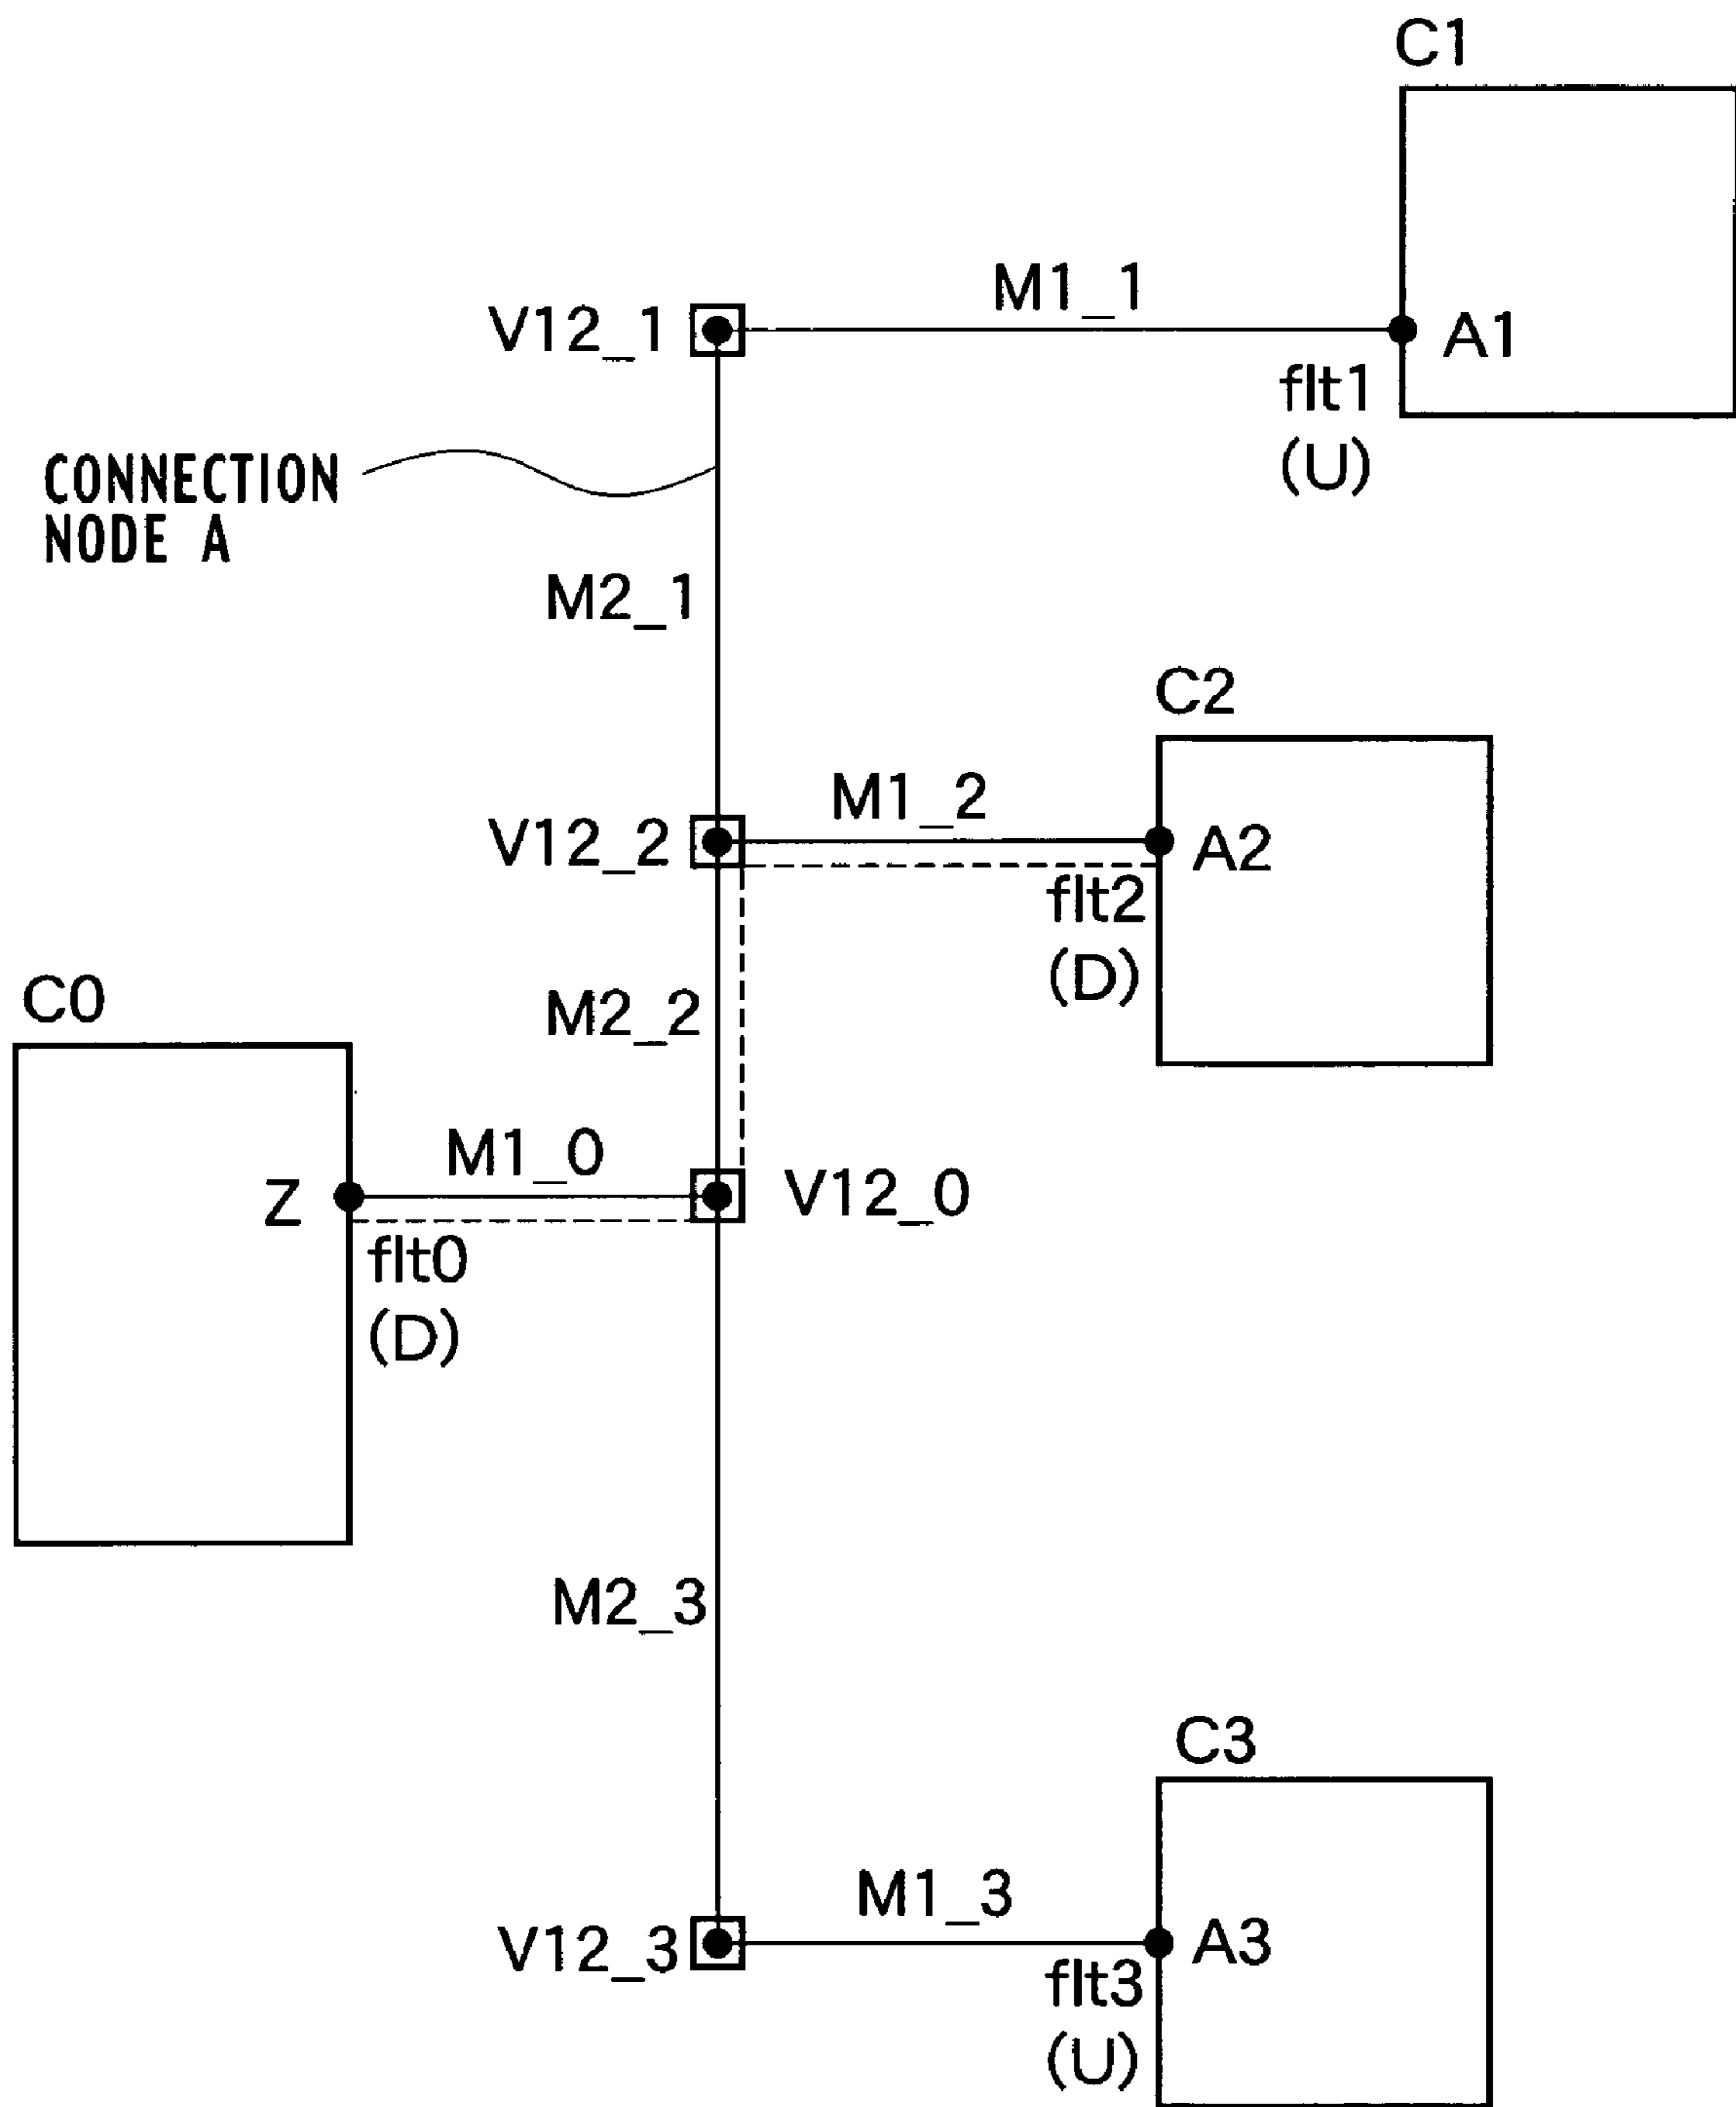 C1
M1_1
V12_1
A1
flt1
(U)
CONNECTION
NODE A
M2_1
C2
M1_2
V12_2
A2
flt2
(D)
C0
M2_2
M1_0
Z
V12_0
flt0
(D)
M2_3
C3
M1_3
V12_3
A3
flt3
(U)